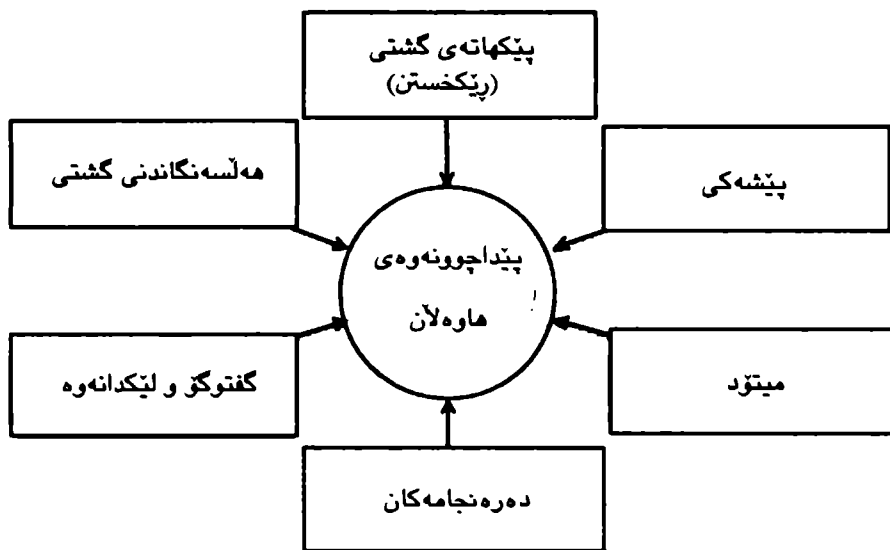 پێکهاتەی گشتی
(ڕێکخستن)
هەڵسەنگاندنی گشتی
پێشەکی
پێداچوونەوەی
هاوەڵان
گفتوگۆ و لێکدانەوە
میتۆد
دەرەنجامەکان